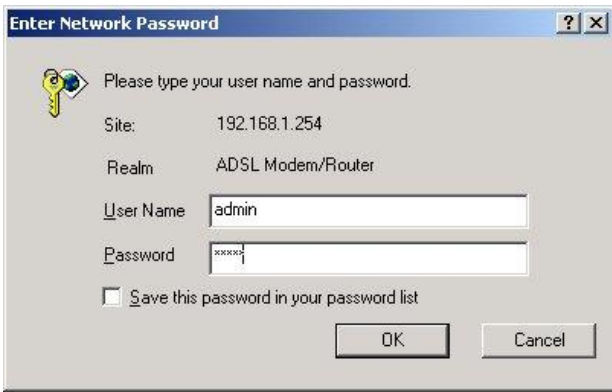 Enter Network Password
? X
Please type your user name and password.
Site: 192.168.1.254
Realm ADSL Modem/Router
User Name admin
Password *****
Save this password in your password list
OK Cancel